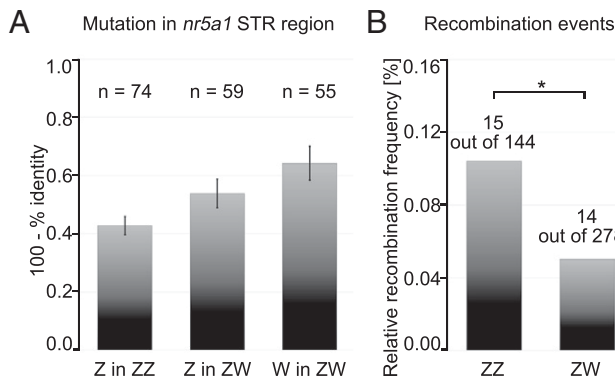 A
Mutation in nr5a1 STR region
100 - % identity
1.0
0.8
0.6
0.4
0.2
0.0
n = 74
n = 59
n = 55
Z in ZZ
Z in ZW
W in ZW
B
Recombination events
Relative recombination frequency [%]
0.16
0.12
0.08
0.04
0.00
*
15
out of 144
14
out of
ZZ
ZW